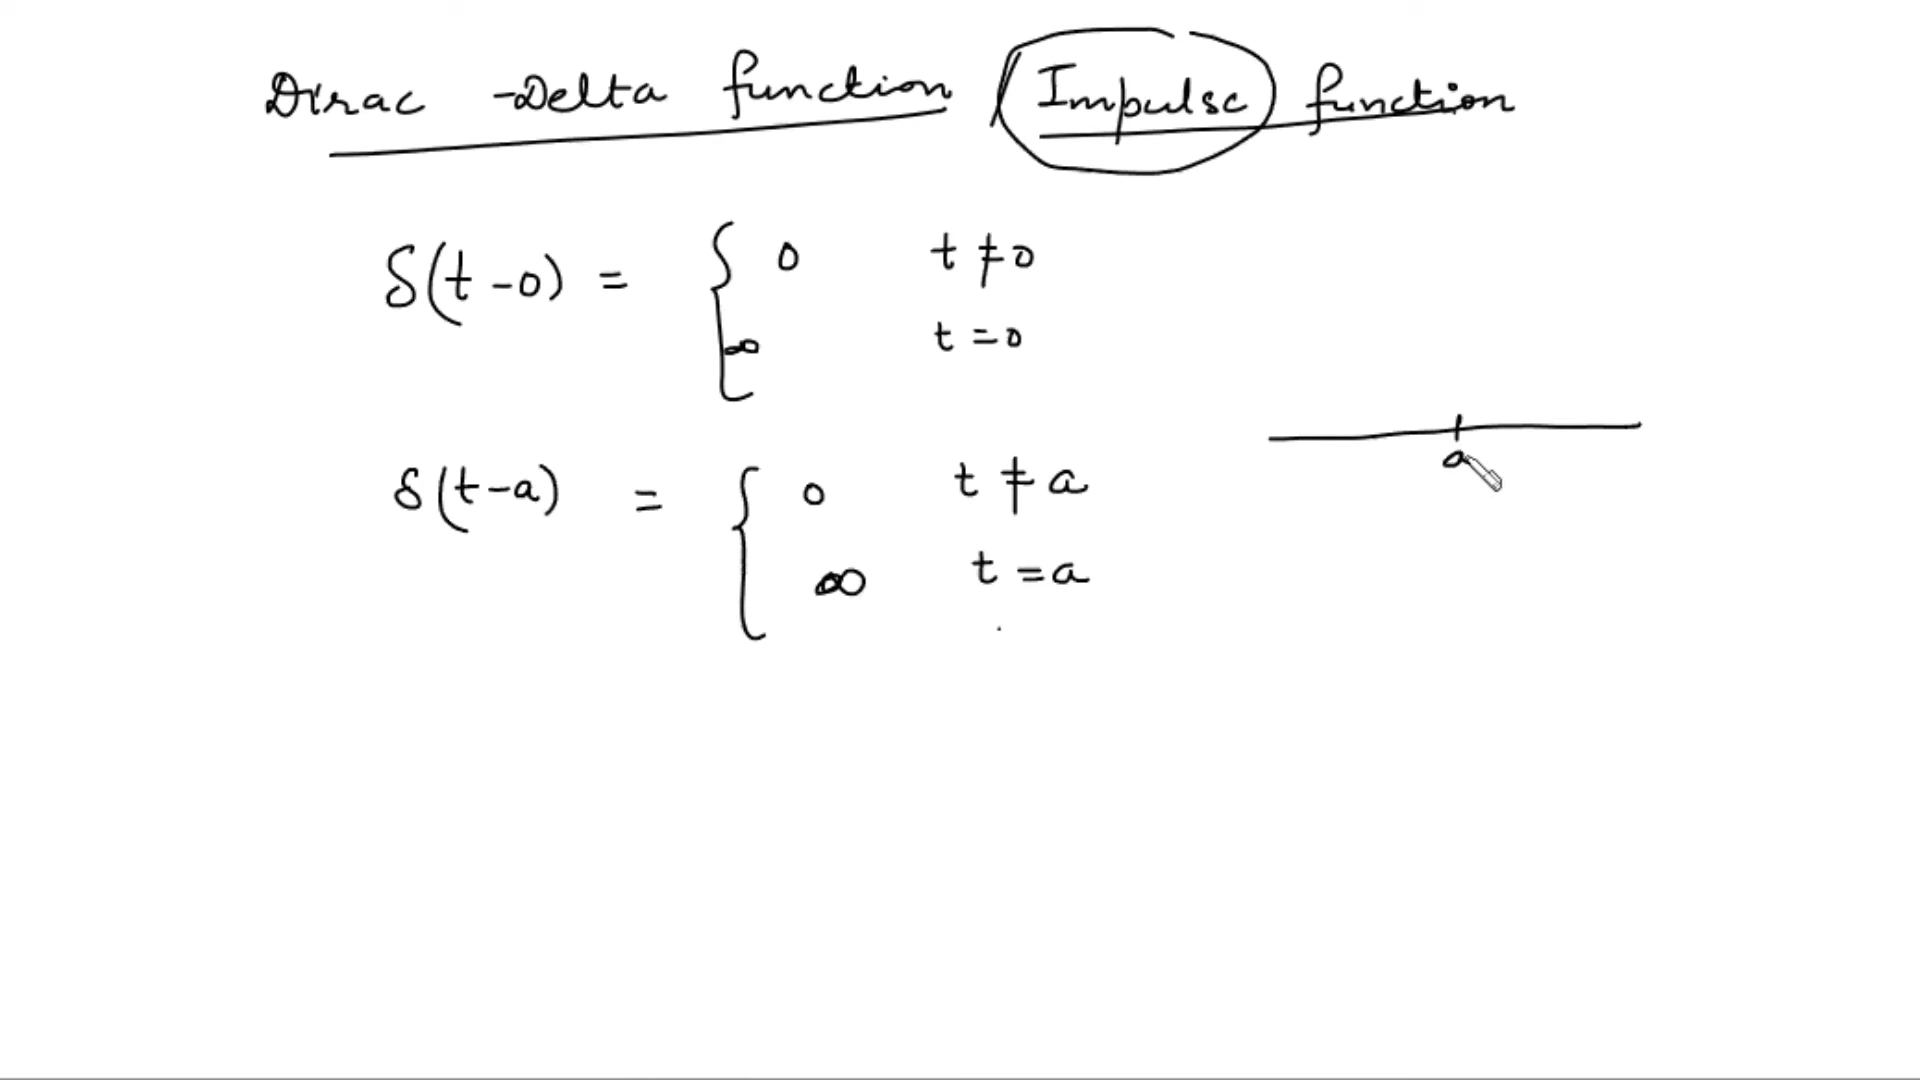 Dirac -Delta function / Impulse function
δ(t-0) = { 0 t ≠ 0
∞ t = 0
δ(t-a) = { 0 t ≠ a
∞ t = a
a